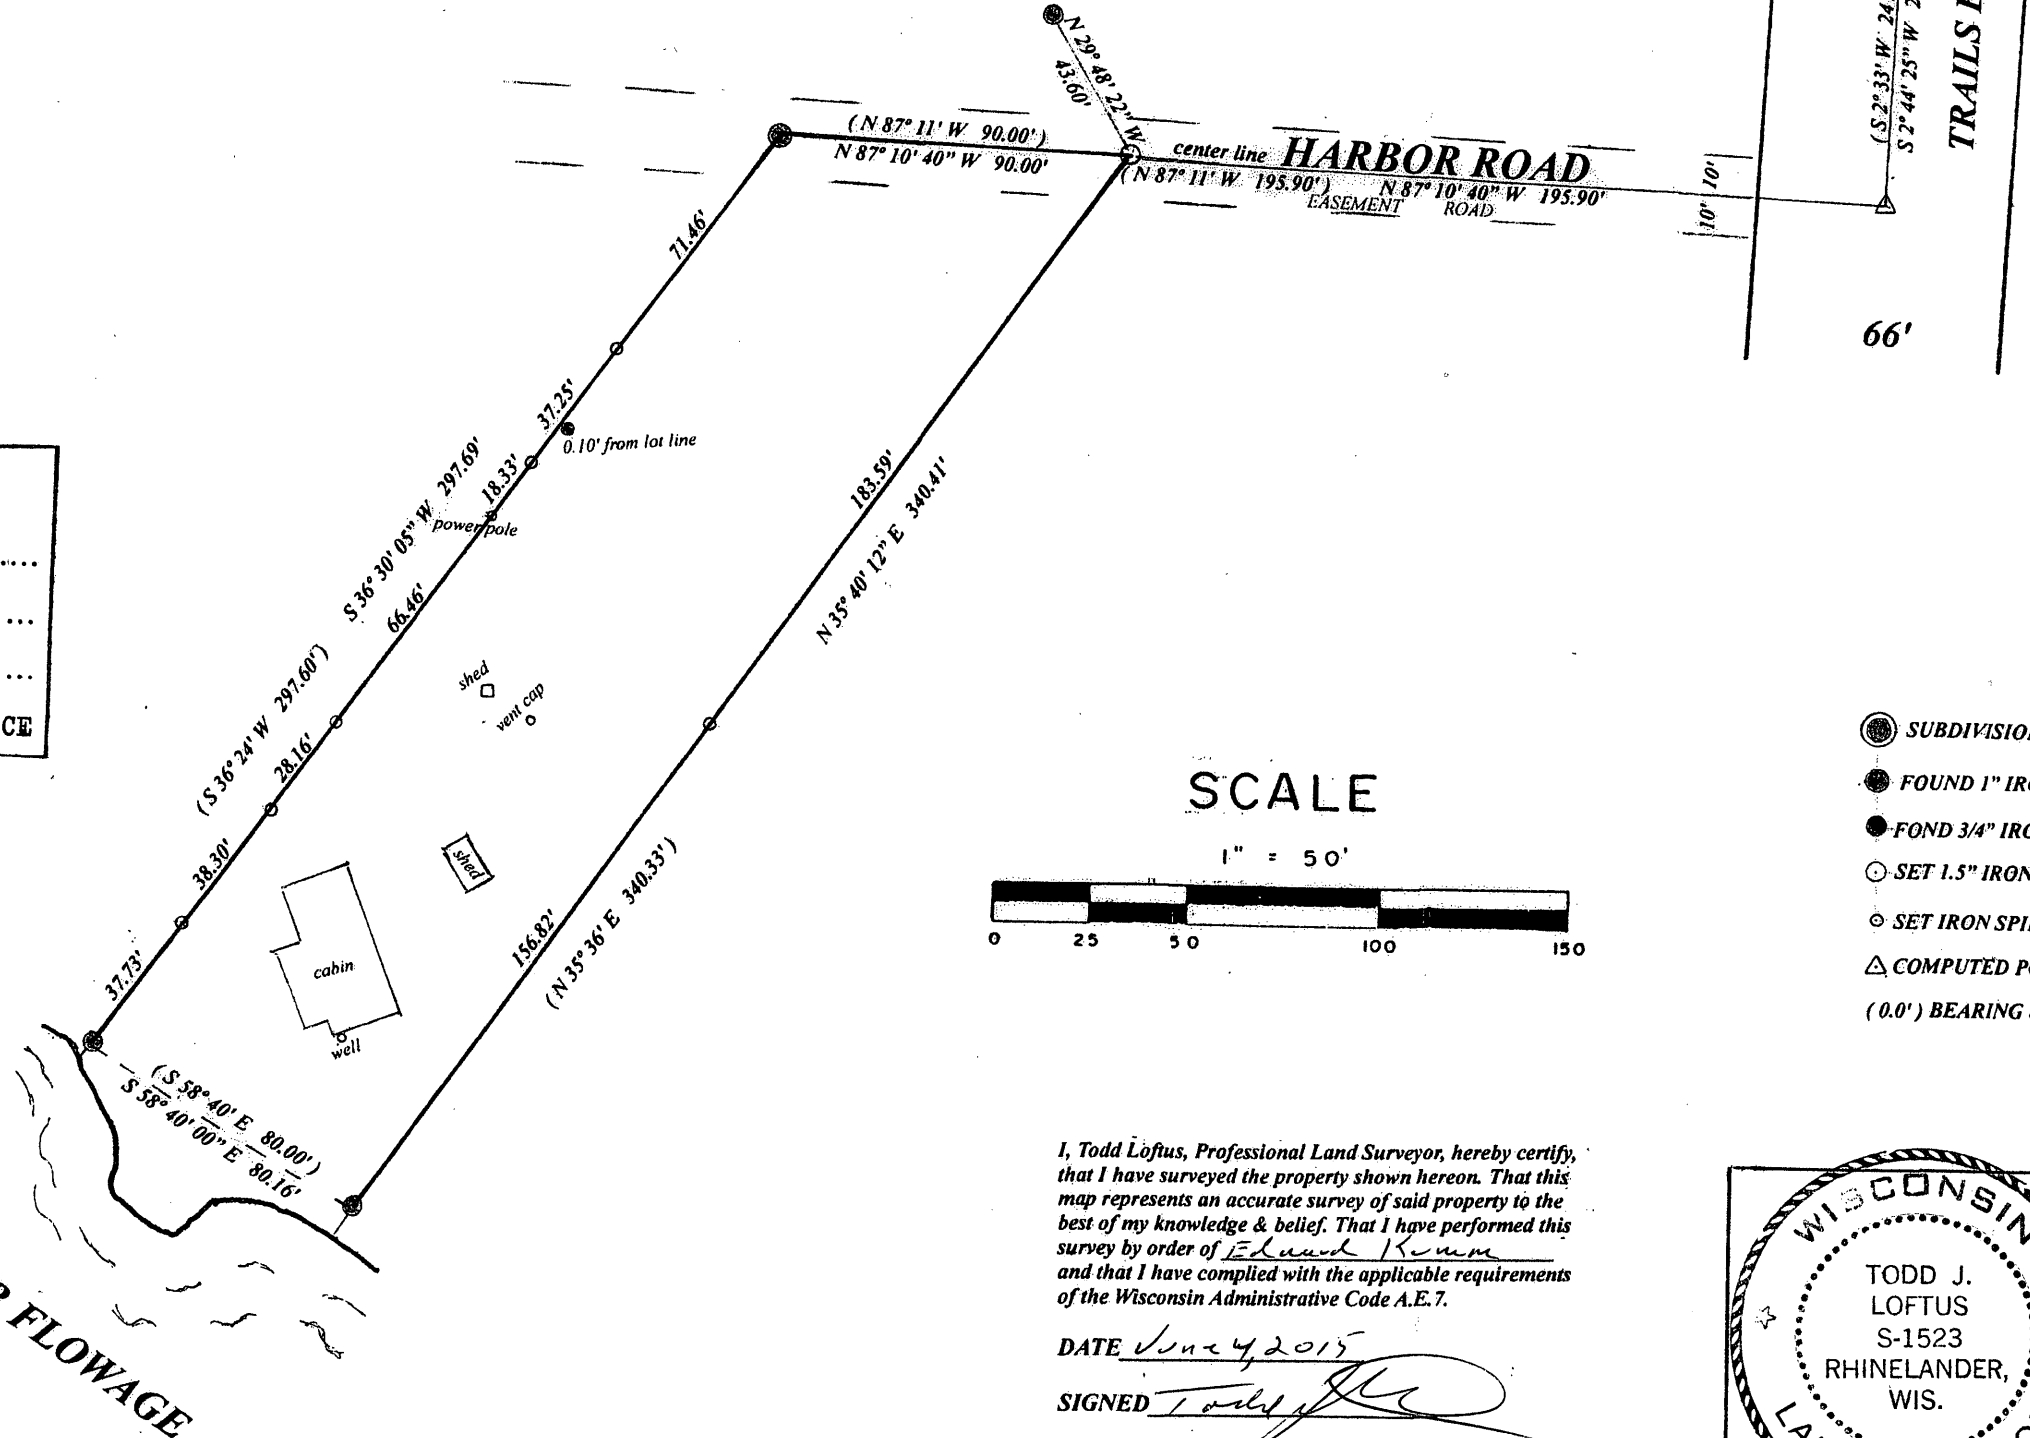 N 29° 48' 22" W
43.60'
( S 2° 33' W 24
S 2° 44' 25" W 2
TRAILS
( N 87° 11' W 90.00' )
N 87° 10' 40" W 90.00'
center line HARBOR ROAD
( N 87° 11' W 195.90' ) N 87° 10' 40" W 195.90'
EASEMENT ROAD
10' 10'
66'
71.46'
37.25'
0.10' from lot line
18.33'
power pole
S 36° 30' 05" W 297.69'
66.46'
183.59'
N 35° 40' 12" E 340.41'
( S 36° 24' W 297.60' )
28.16'
shed
vent cap
38.30'
shed
37.73'
cabin
well
156.82'
( N 35° 36' E 340.33' )
( S 58° 40' E 80.00' )
S 58° 40' 00" E 80.16'
FLOWAGE
....
...
...
CE
SCALE
1" = 50'
0 25 50 100 150
SUBDIVISIO
FOUND 1" IR
FOND 3/4" IR
SET 1.5" IRON
SET IRON SPI
COMPUTED P
( 0.0' ) BEARING
I, Todd Loftus, Professional Land Surveyor, hereby certify,
that I have surveyed the property shown hereon. That this
map represents an accurate survey of said property to the
best of my knowledge & belief. That I have performed this
survey by order of Edward Kumm
and that I have complied with the applicable requirements
of the Wisconsin Administrative Code A.E.7.
DATE June 4, 2015
SIGNED Todd
WISCONSIN
TODD J.
LOFTUS
S-1523
RHINELANDER,
WIS.
LA